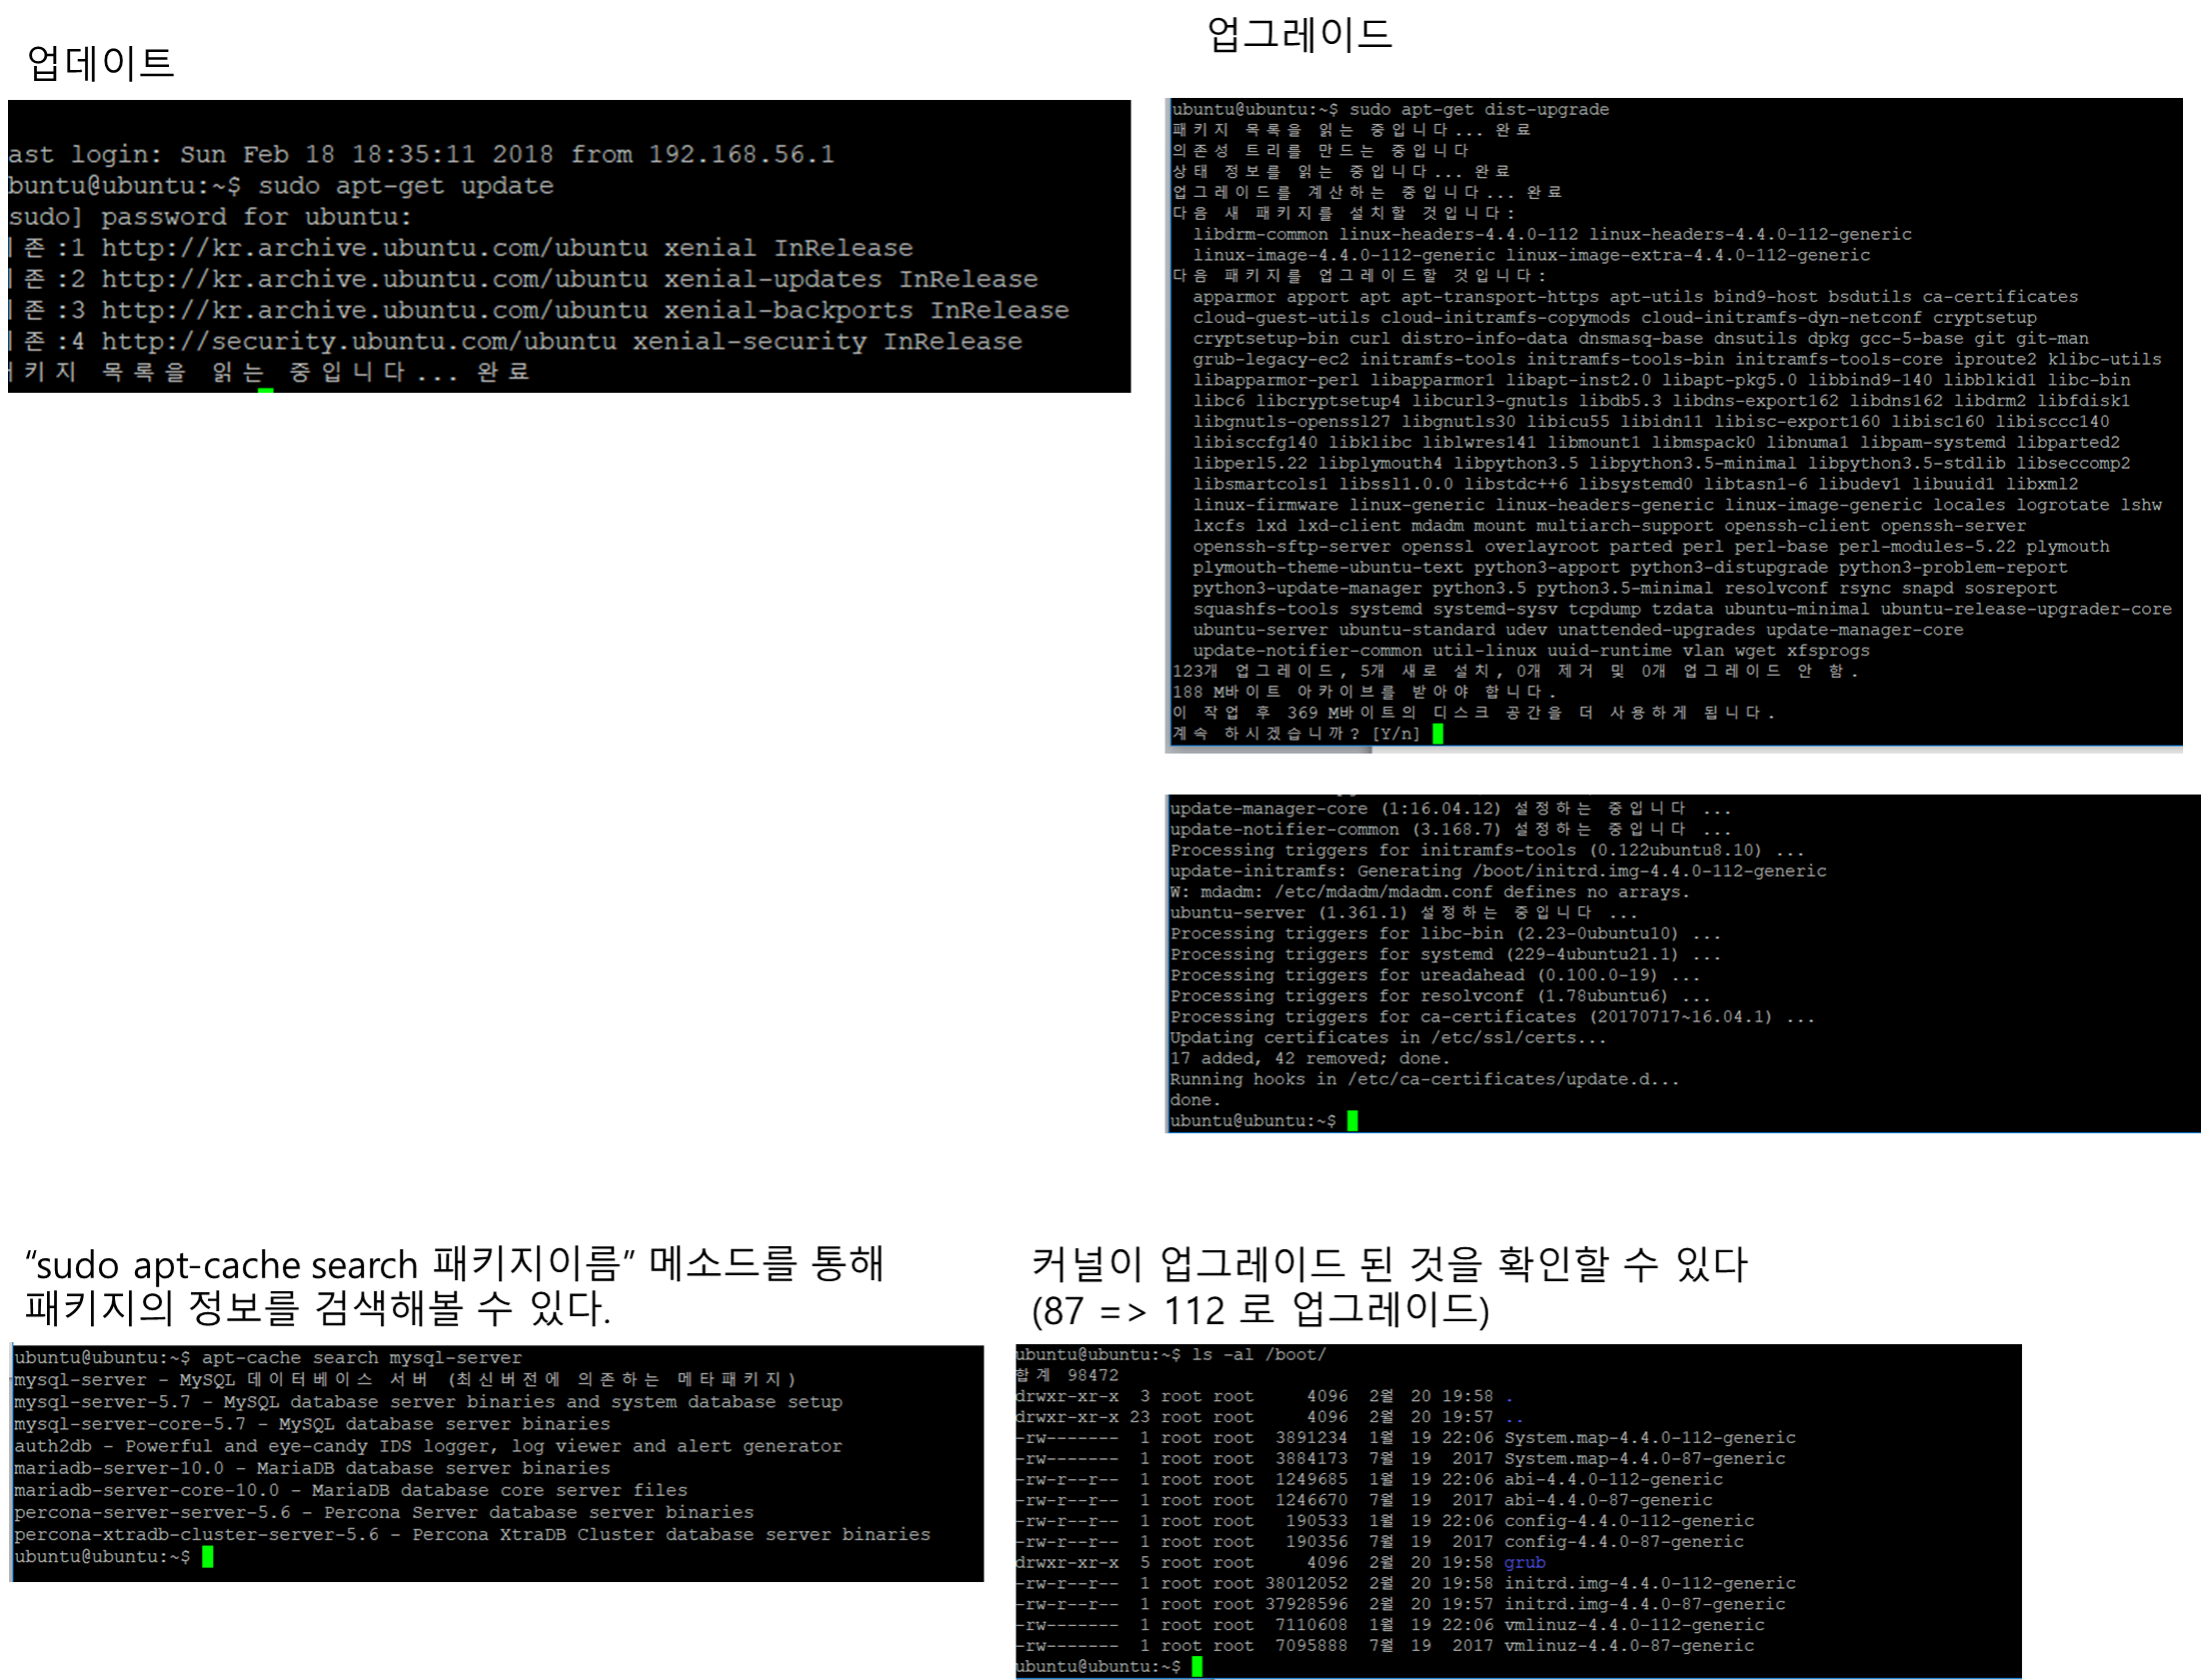 업데이트
ast login: Sun Feb 18 18:35:11 2018 from 192.168.56.1
buntu@ubuntu:~$ sudo apt-get update
sudo] password for ubuntu:
존:1 http://kr.archive.ubuntu.com/ubuntu xenial InRelease
존:2 http://kr.archive.ubuntu.com/ubuntu xenial-updates InRelease
존:3 http://kr.archive.ubuntu.com/ubuntu xenial-backports InRelease
존:4 http://security.ubuntu.com/ubuntu xenial-security InRelease
키지 목록을 읽는 중입니다... 완료
업그레이드
ubuntu@ubuntu:~$ sudo apt-get dist-upgrade
패키지 목록을 읽는 중입니다... 완료
의존성 트리를 만드는 중입니다
상태 정보를 읽는 중입니다... 완료
업그레이드를 계산하는 중입니다... 완료
다음 새 패키지를 설치할 것입니다:
libdrm-common linux-headers-4.4.0-112 linux-headers-4.4.0-112-generic
linux-image-4.4.0-112-generic linux-image-extra-4.4.0-112-generic
다음 패키지를 업그레이드할 것입니다:
apparmor apport apt apt-transport-https apt-utils bind9-host bsdutils ca-certificates
cloud-guest-utils cloud-initramfs-copymods cloud-initramfs-dyn-netconf cryptsetup
cryptsetup-bin curl distro-info-data dnsmasq-base dnsutils dpkg gcc-5-base git git-man
grub-legacy-ec2 initramfs-tools initramfs-tools-bin initramfs-tools-core iproute2 klibc-utils
libapparmor-perl libapparmor1 libapt-inst2.0 libapt-pkg5.0 libbind9-140 libblkid1 libc-bin
libc6 libcryptsetup4 libcurl3-gnutls libdb5.3 libdns-export162 libdns162 libdrm2 libfdisk1
libgnutls-openssl27 libgnutls30 libicu55 libidn11 libisc-export160 libisc160 libisccc140
libisccfg140 libklibc liblwres141 libmount1 libmspack0 libnuma1 libpam-systemd libparted2
libperl5.22 libplymouth4 libpython3.5 libpython3.5-minimal libpython3.5-stdlib libseccomp2
libsmartcols1 libssl1.0.0 libstdc++6 libsystemd0 libtasn1-6 libudev1 libuuid1 libxml2
linux-firmware linux-generic linux-headers-generic linux-image-generic locales logrotate lshw
lxcfs lxd lxd-client mdadm mount multiarch-support openssh-client openssh-server
openssh-sftp-server openssl overlayroot parted perl perl-base perl-modules-5.22 plymouth
plymouth-theme-ubuntu-text python3-apport python3-distupgrade python3-problem-report
python3-update-manager python3.5 python3.5-minimal resolvconf rsync snapd sosreport
squashfs-tools systemd systemd-sysv tcpdump tzdata ubuntu-minimal ubuntu-release-upgrader-core
ubuntu-server ubuntu-standard udev unattended-upgrades update-manager-core
update-notifier-common util-linux uuid-runtime vlan wget xfsprogs
123개 업그레이드, 5개 새로 설치, 0개 제거 및 0개 업그레이드 안 함.
188 M바이트 아카이브를 받아야 합니다.
이 작업 후 369 M바이트의 디스크 공간을 더 사용하게 됩니다.
계속 하시겠습니까? [Y/n]
update-manager-core (1:16.04.12) 설정하는 중입니다 ...
update-notifier-common (3.168.7) 설정하는 중입니다 ...
Processing triggers for initramfs-tools (0.122ubuntu8.10) ...
update-initramfs: Generating /boot/initrd.img-4.4.0-112-generic
W: mdadm: /etc/mdadm/mdadm.conf defines no arrays.
ubuntu-server (1.361.1) 설정하는 중입니다 ...
Processing triggers for libc-bin (2.23-0ubuntu10) ...
Processing triggers for systemd (229-4ubuntu21.1) ...
Processing triggers for ureadahead (0.100.0-19) ...
Processing triggers for resolvconf (1.78ubuntu6) ...
Processing triggers for ca-certificates (20170717~16.04.1) ...
Updating certificates in /etc/ssl/certs...
17 added, 42 removed; done.
Running hooks in /etc/ca-certificates/update.d...
done.
ubuntu@ubuntu:~$
“sudo apt-cache search 패키지이름” 메소드를 통해
패키지의 정보를 검색해볼 수 있다.
ubuntu@ubuntu:~$ apt-cache search mysql-server
mysql-server - MySQL 데이터베이스 서버 (최신버전에 의존하는 메타패키지)
mysql-server-5.7 - MySQL database server binaries and system database setup
mysql-server-core-5.7 - MySQL database server binaries
auth2db - Powerful and eye-candy IDS logger, log viewer and alert generator
mariadb-server-10.0 - MariaDB database server binaries
mariadb-server-core-10.0 - MariaDB database core server files
percona-server-server-5.6 - Percona Server database server binaries
percona-xtradb-cluster-server-5.6 - Percona XtraDB Cluster database server binaries
ubuntu@ubuntu:~$
커널이 업그레이드 된 것을 확인할 수 있다
(87 => 112 로 업그레이드)
ubuntu@ubuntu:~$ ls -al /boot/
합계 98472
drwxr-xr-x 3 root root 4096 2월 20 19:58 .
drwxr-xr-x 23 root root 4096 2월 20 19:57 ..
-rw------- 1 root root 3891234 1월 19 22:06 System.map-4.4.0-112-generic
-rw------- 1 root root 3884173 7월 19 2017 System.map-4.4.0-87-generic
-rw-r--r-- 1 root root 1249685 1월 19 22:06 abi-4.4.0-112-generic
-rw-r--r-- 1 root root 1246670 7월 19 2017 abi-4.4.0-87-generic
-rw-r--r-- 1 root root 190533 1월 19 22:06 config-4.4.0-112-generic
-rw-r--r-- 1 root root 190356 7월 19 2017 config-4.4.0-87-generic
drwxr-xr-x 5 root root 4096 2월 20 19:58 grub
-rw-r--r-- 1 root root 38012052 2월 20 19:58 initrd.img-4.4.0-112-generic
-rw-r--r-- 1 root root 37928596 2월 20 19:57 initrd.img-4.4.0-87-generic
-rw------- 1 root root 7110608 1월 19 22:06 vmlinuz-4.4.0-112-generic
-rw------- 1 root root 7095888 7월 19 2017 vmlinuz-4.4.0-87-generic
ubuntu@ubuntu:~$